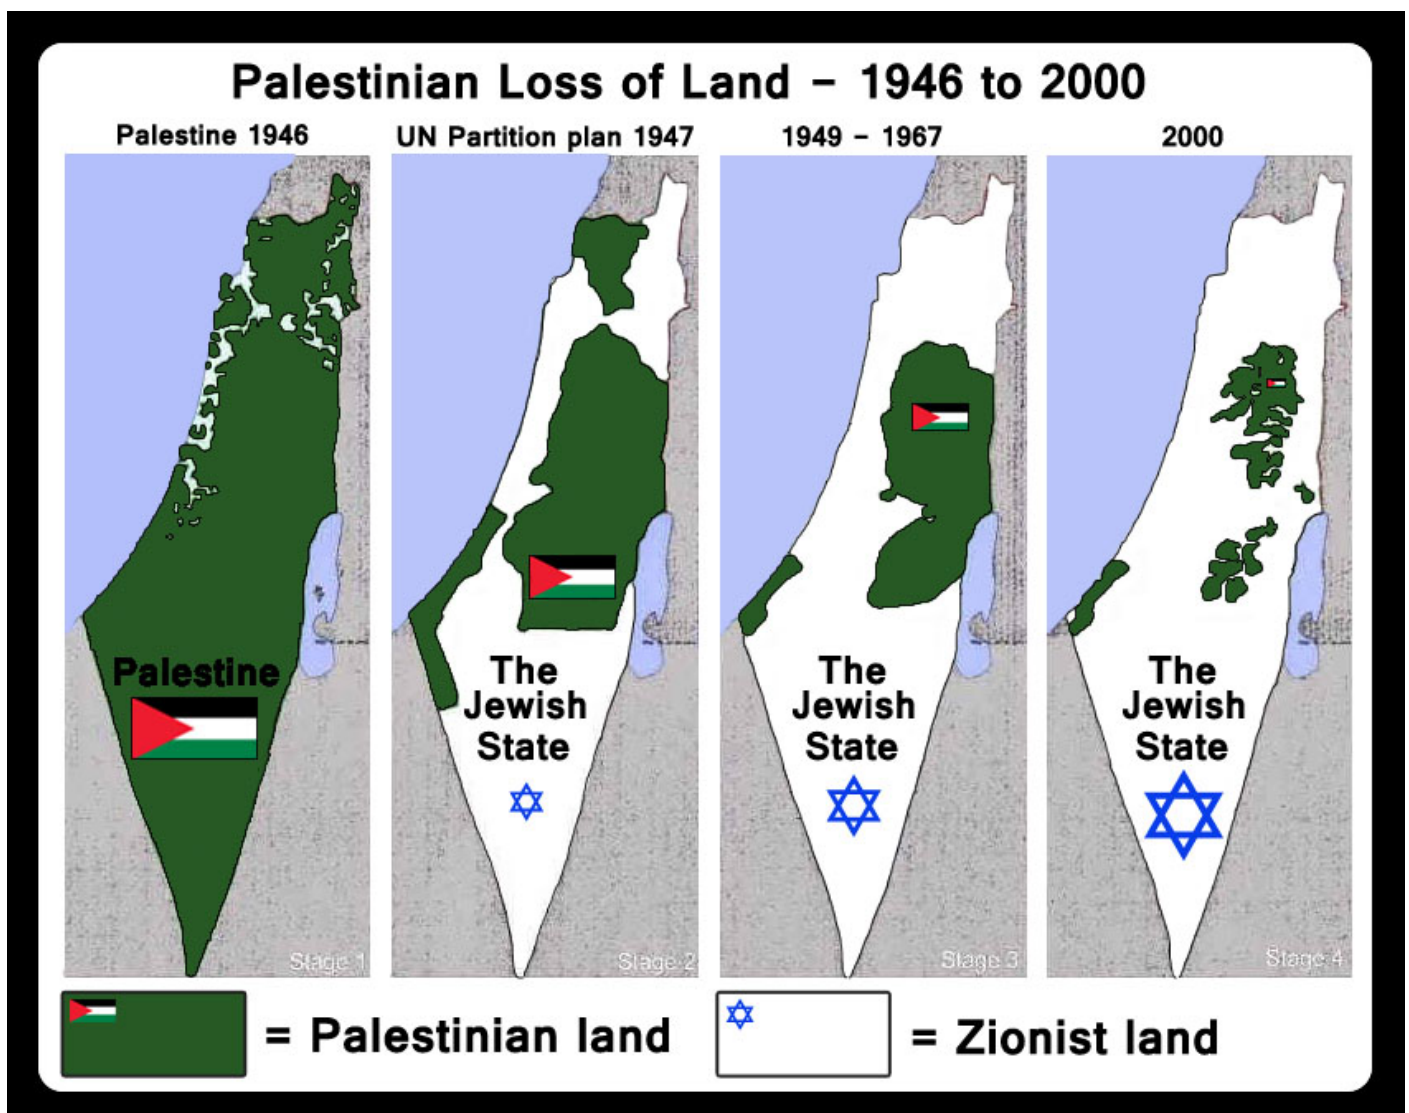 Palestinian Loss of Land – 1946 to 2000
Palestine 1946
UN Partition plan 1947
1949 – 1967
2000
Palestine
The
Jewish
State
The
Jewish
State
The
Jewish
State
Stage 1
Stage 2
Stage 3
Stage 4
= Palestinian land
= Zionist land